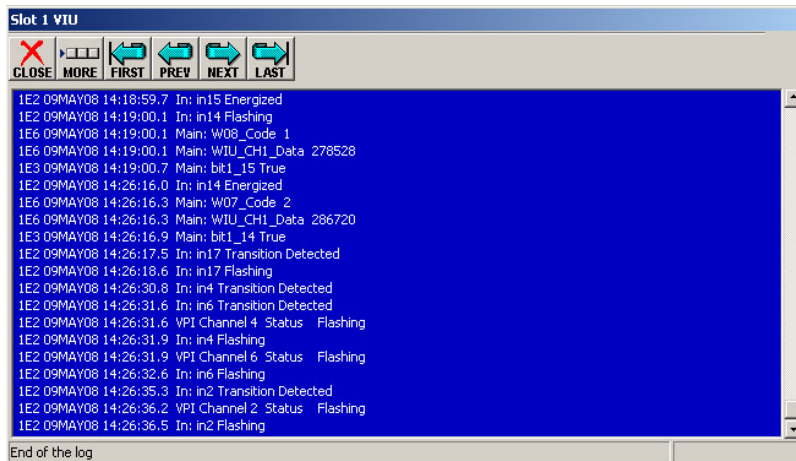 Slot 1 VIU
CLOSE MORE FIRST PREV NEXT LAST
1E2 09MAY08 14:18:59.7 In: in15 Energized
1E2 09MAY08 14:19:00.1 In: in14 Flashing
1E6 09MAY08 14:19:00.1 Main: W08_Code 1
1E6 09MAY08 14:19:00.1 Main: WIU_CH1_Data 278528
1E3 09MAY08 14:19:00.7 Main: bit1_15 True
1E2 09MAY08 14:26:16.0 In: in14 Energized
1E6 09MAY08 14:26:16.3 Main: W07_Code 2
1E6 09MAY08 14:26:16.3 Main: WIU_CH1_Data 286720
1E3 09MAY08 14:26:16.9 Main: bit1_14 True
1E2 09MAY08 14:26:17.5 In: in17 Transition Detected
1E2 09MAY08 14:26:18.6 In: in17 Flashing
1E2 09MAY08 14:26:30.8 In: in4 Transition Detected
1E2 09MAY08 14:26:31.6 In: in6 Transition Detected
1E2 09MAY08 14:26:31.6 VPI Channel 4 Status Flashing
1E2 09MAY08 14:26:31.9 In: in4 Flashing
1E2 09MAY08 14:26:31.9 VPI Channel 6 Status Flashing
1E2 09MAY08 14:26:32.6 In: in6 Flashing
1E2 09MAY08 14:26:35.3 In: in2 Transition Detected
1E2 09MAY08 14:26:36.2 VPI Channel 2 Status Flashing
1E2 09MAY08 14:26:36.5 In: in2 Flashing
End of the log